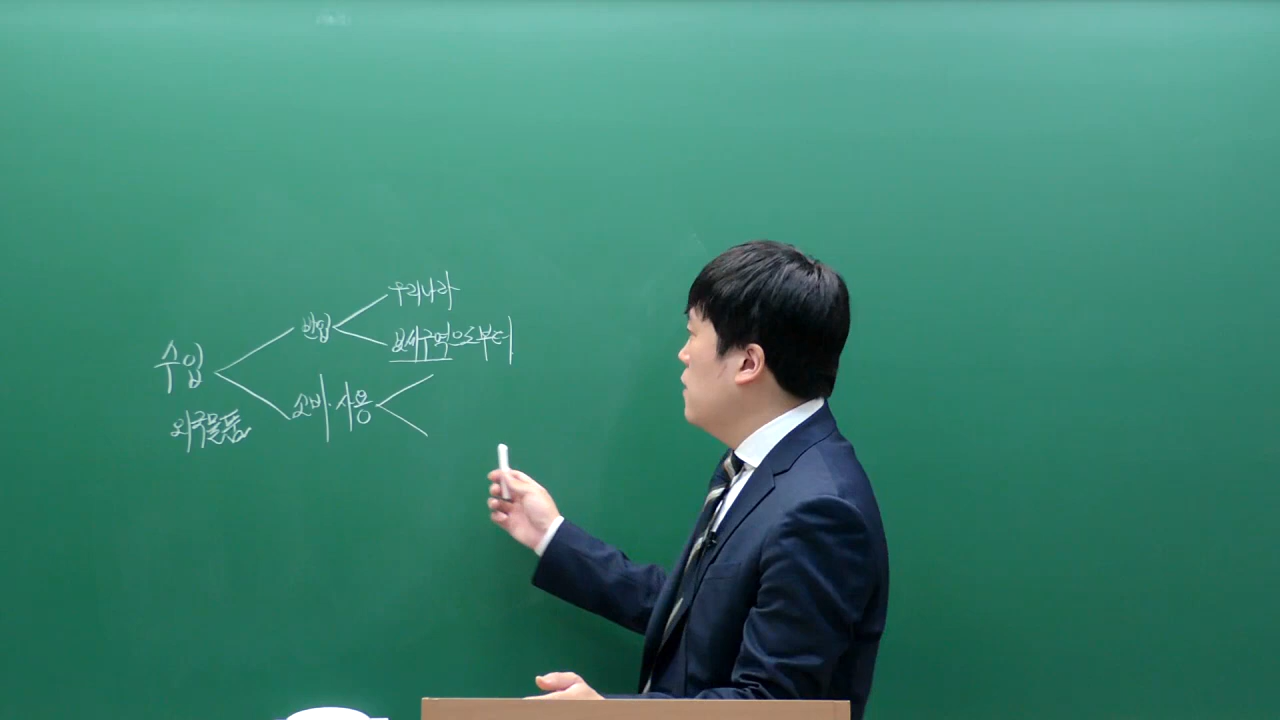 우리나라
반입
보세구역으로부터
수입
소비·사용
외국물품